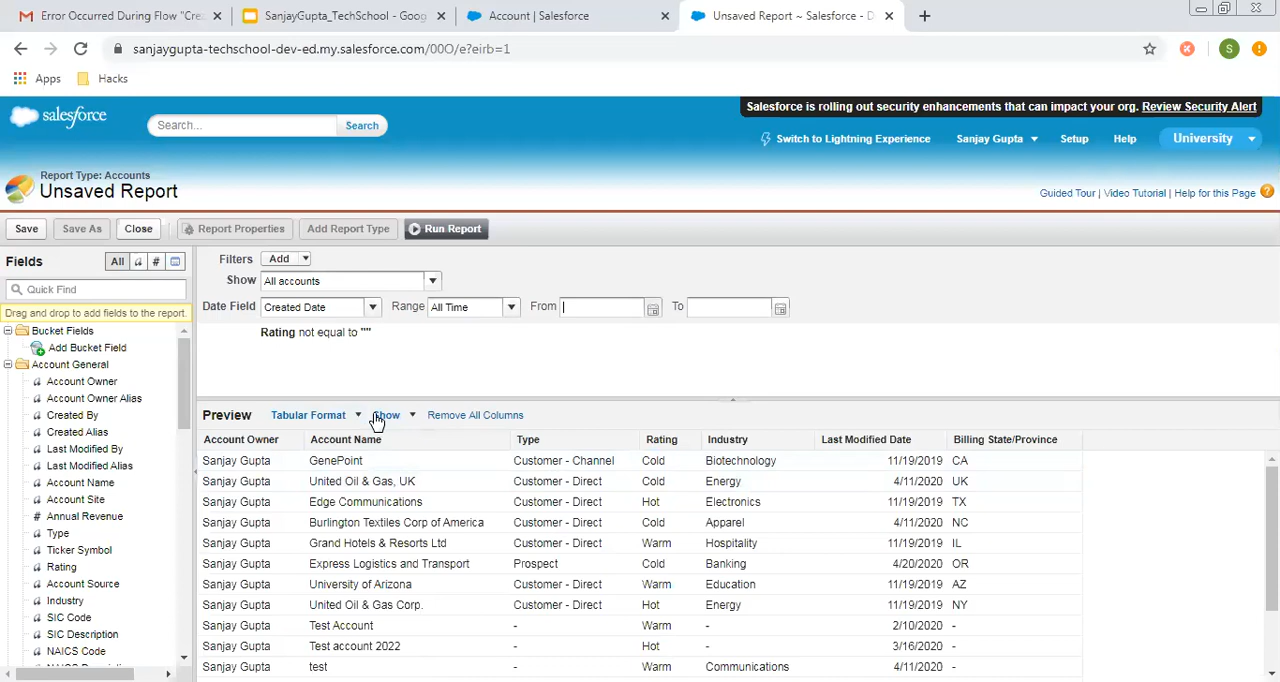 Error Occurred During Flow "Cre
SanjayGupta_TechSchool - Goog
Account | Salesforce
Unsaved Report ~ Salesforce - D
sanjaygupta-techschool-dev-ed.my.salesforce.com/00O/e?eirb=1
S
Apps
Hacks
salesforce
Search...
Search
Salesforce is rolling out security enhancements that can impact your org. Review Security Alert
Switch to Lightning Experience
Sanjay Gupta
Setup
Help
University
Report Type: Accounts
Unsaved Report
Guided Tour | Video Tutorial | Help for this Page
Save
Save As
Close
Report Properties
Add Report Type
Run Report
Fields
All
a
#
Quick Find
Drag and drop to add fields to the report.
Bucket Fields
Add Bucket Field
Account General
a Account Owner
a Account Owner Alias
a Created By
a Created Alias
a Last Modified By
a Last Modified Alias
a Account Name
a Account Site
# Annual Revenue
a Type
a Ticker Symbol
a Rating
a Account Source
a Industry
a SIC Code
a SIC Description
a NAICS Code
Filters Add
Show All accounts
Date Field Created Date Range All Time From To
Rating not equal to ""
Preview Tabular Format Show Remove All Columns
Account Owner Account Name Type Rating Industry Last Modified Date Billing State/Province
Sanjay Gupta GenePoint Customer - Channel Cold Biotechnology 11/19/2019 CA
Sanjay Gupta United Oil & Gas, UK Customer - Direct Cold Energy 4/11/2020 UK
Sanjay Gupta Edge Communications Customer - Direct Hot Electronics 11/19/2019 TX
Sanjay Gupta Burlington Textiles Corp of America Customer - Direct Cold Apparel 4/11/2020 NC
Sanjay Gupta Grand Hotels & Resorts Ltd Customer - Direct Warm Hospitality 11/19/2019 IL
Sanjay Gupta Express Logistics and Transport Prospect Cold Banking 4/20/2020 OR
Sanjay Gupta University of Arizona Customer - Direct Warm Education 11/19/2019 AZ
Sanjay Gupta United Oil & Gas Corp. Customer - Direct Hot Energy 11/19/2019 NY
Sanjay Gupta Test Account - Warm - 2/10/2020 -
Sanjay Gupta Test account 2022 - Hot - 3/16/2020 -
Sanjay Gupta test - Warm Communications 4/11/2020 -